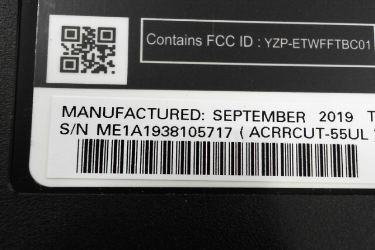 Contains FCC ID : YZP-ETWFFTBC01
MANUFACTURED: SEPTEMBER 2019 T
S/N ME1A1938105717 ( ACRRCUT-55UL )